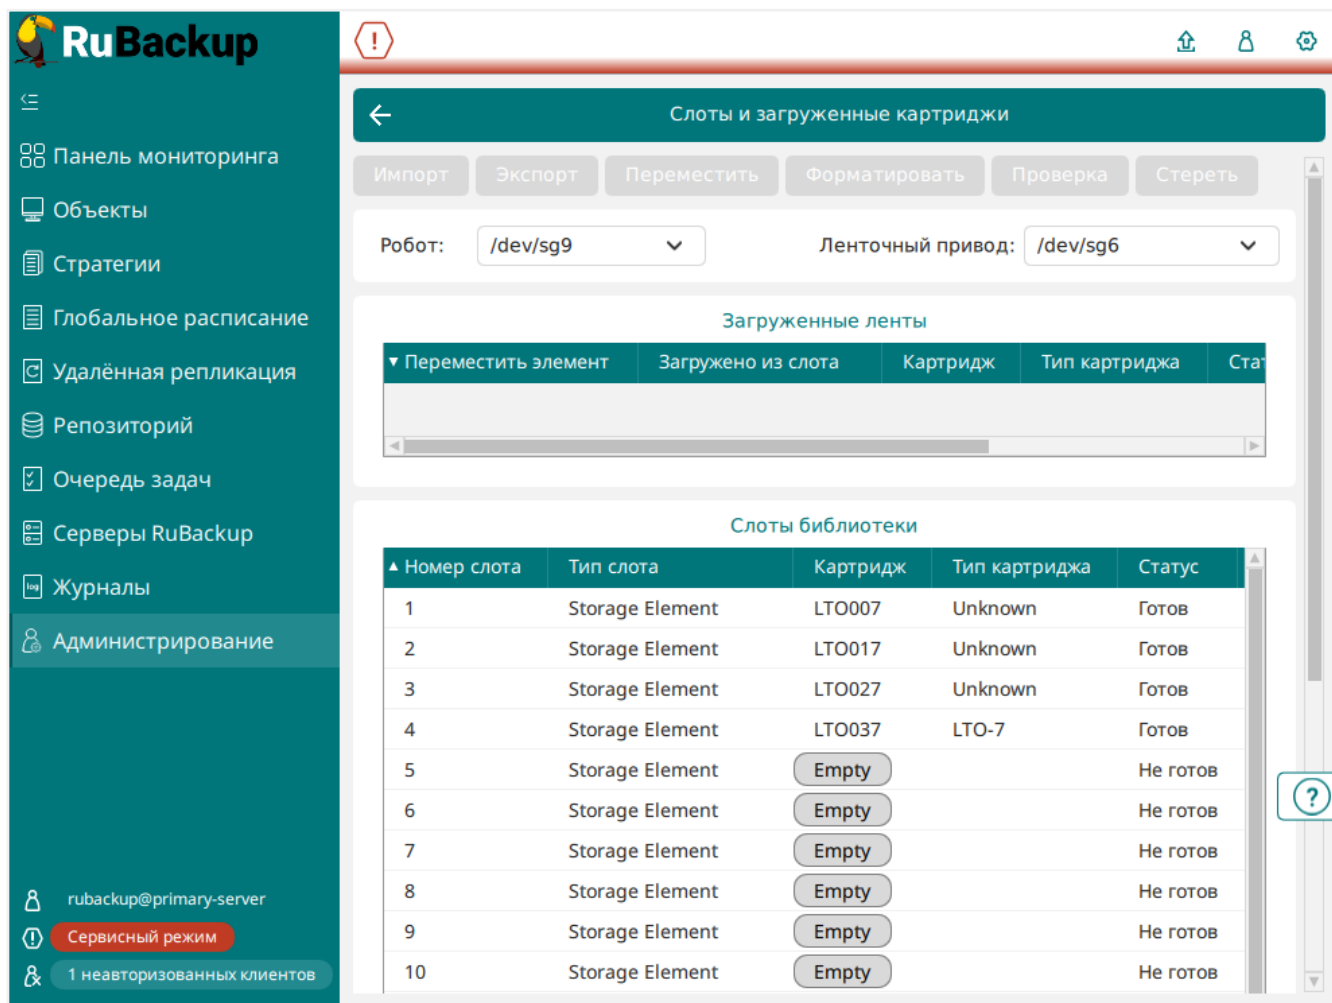 RuBackup
Панель мониторинга
Объекты
Стратегии
Глобальное расписание
Удалённая репликация
Репозиторий
Очередь задач
Серверы RuBackup
log Журналы
Администрирование
rubackup@primary-server
Сервисный режим
1 неавторизованных клиентов
Слоты и загруженные картриджи
Импорт Экспорт Переместить Форматировать Проверка Стереть
Робот: /dev/sg9 Ленточный привод: /dev/sg6
Загруженные ленты
Переместить элемент Загружено из слота Картридж Тип картриджа Стат
Слоты библиотеки
Номер слота Тип слота Картридж Тип картриджа Статус
1 Storage Element LTO007 Unknown Готов
2 Storage Element LTO017 Unknown Готов
3 Storage Element LTO027 Unknown Готов
4 Storage Element LTO037 LTO-7 Готов
5 Storage Element Empty Не готов
6 Storage Element Empty Не готов
7 Storage Element Empty Не готов
8 Storage Element Empty Не готов
9 Storage Element Empty Не готов
10 Storage Element Empty Не готов